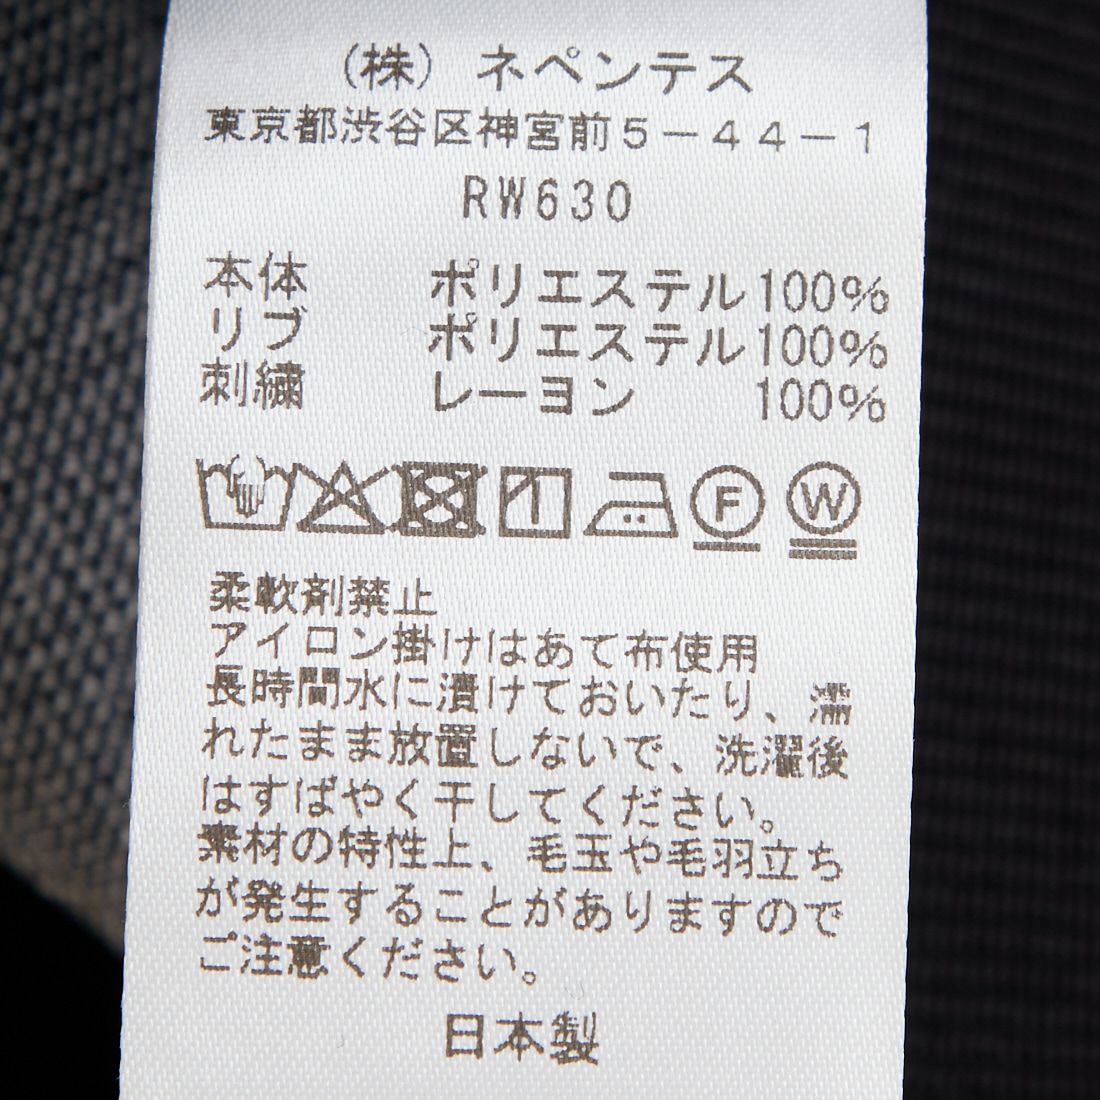 (株) ネペンテス
東京都渋谷区神宮前5-44-1
RW630
本体 ポリエステル100%
リブ ポリエステル100%
刺繍 レーヨン 100%
1 F W
柔軟剤禁止
アイロン掛けはあて布使用
長時間水に漬けておいたり、濡
れたまま放置しないで、洗濯後
はすばやく干してください。
素材の特性上、毛玉や毛羽立ち
が発生することがありますので
ご注意ください。
日本製